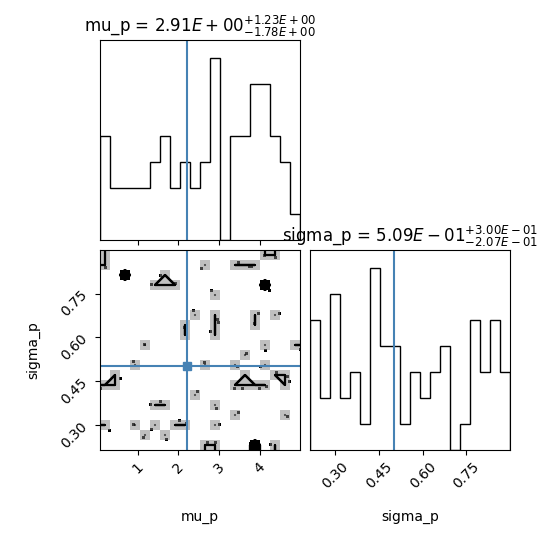 mu_p = 2.91E + 00+1.23E+00−1.78E+00
sigma_p = 5.09E − 01+3.00E−01−2.07E−01
sigma_p
0.75
0.60
0.45
0.30
1 2 3 4
0.30 0.45 0.60 0.75
mu_p
sigma_p